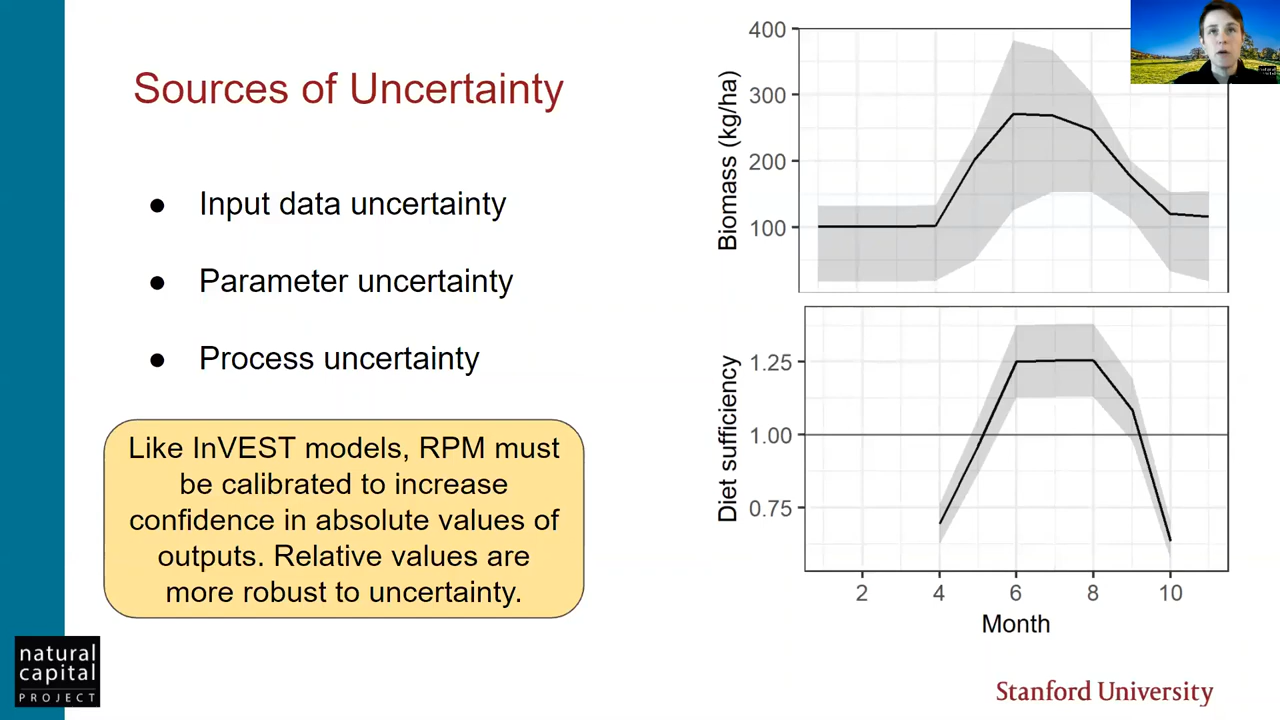 Sources of Uncertainty
● Input data uncertainty
● Parameter uncertainty
● Process uncertainty
Like InVEST models, RPM must
be calibrated to increase
confidence in absolute values of
outputs. Relative values are
more robust to uncertainty.
natural
capital
PROJECT
Biomass (kg/ha)
400
300
200
100
Diet sufficiency
1.25
1.00
0.75
2 4 6 8 10
Month
Stanford University